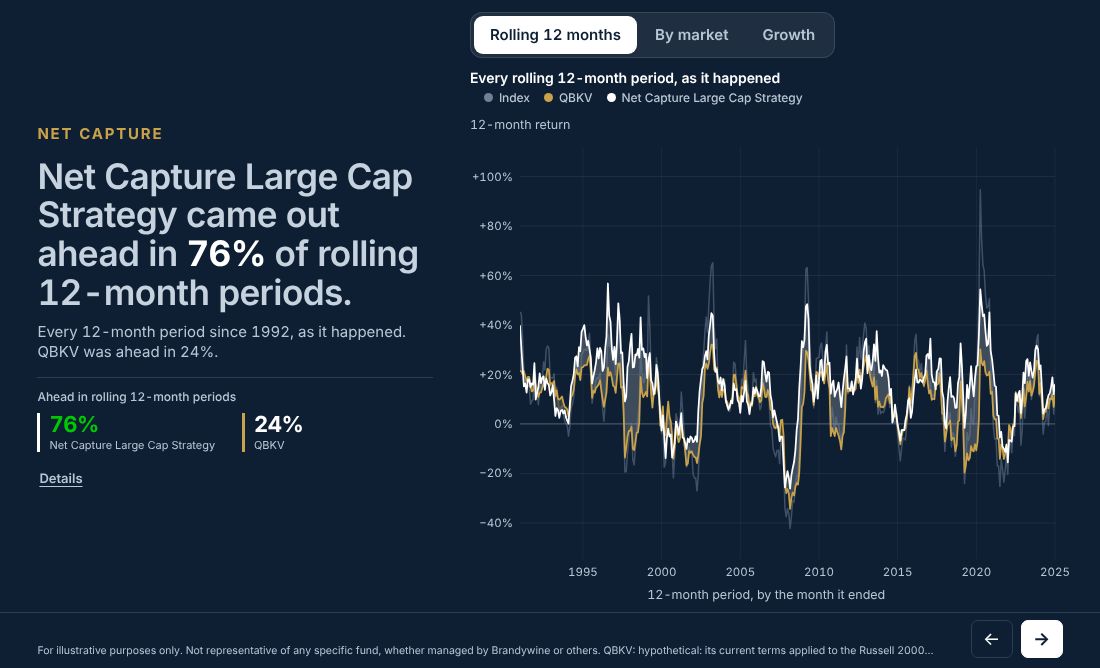 Rolling 12 months
By market
Growth
Every rolling 12-month period, as it happened
Index
QBKV
Net Capture Large Cap Strategy
12-month return
NET CAPTURE
Net Capture Large Cap
Strategy came out
ahead in 76% of rolling
12-month periods.
Every 12-month period since 1992, as it happened.
QBKV was ahead in 24%.
Ahead in rolling 12-month periods
76%
Net Capture Large Cap Strategy
24%
QBKV
Details
+100%
+80%
+60%
+40%
+20%
0%
−20%
−40%
1995
2000
2005
2010
2015
2020
2025
12-month period, by the month it ended
For illustrative purposes only. Not representative of any specific fund, whether managed by Brandywine or others. QBKV: hypothetical: its current terms applied to the Russell 2000…